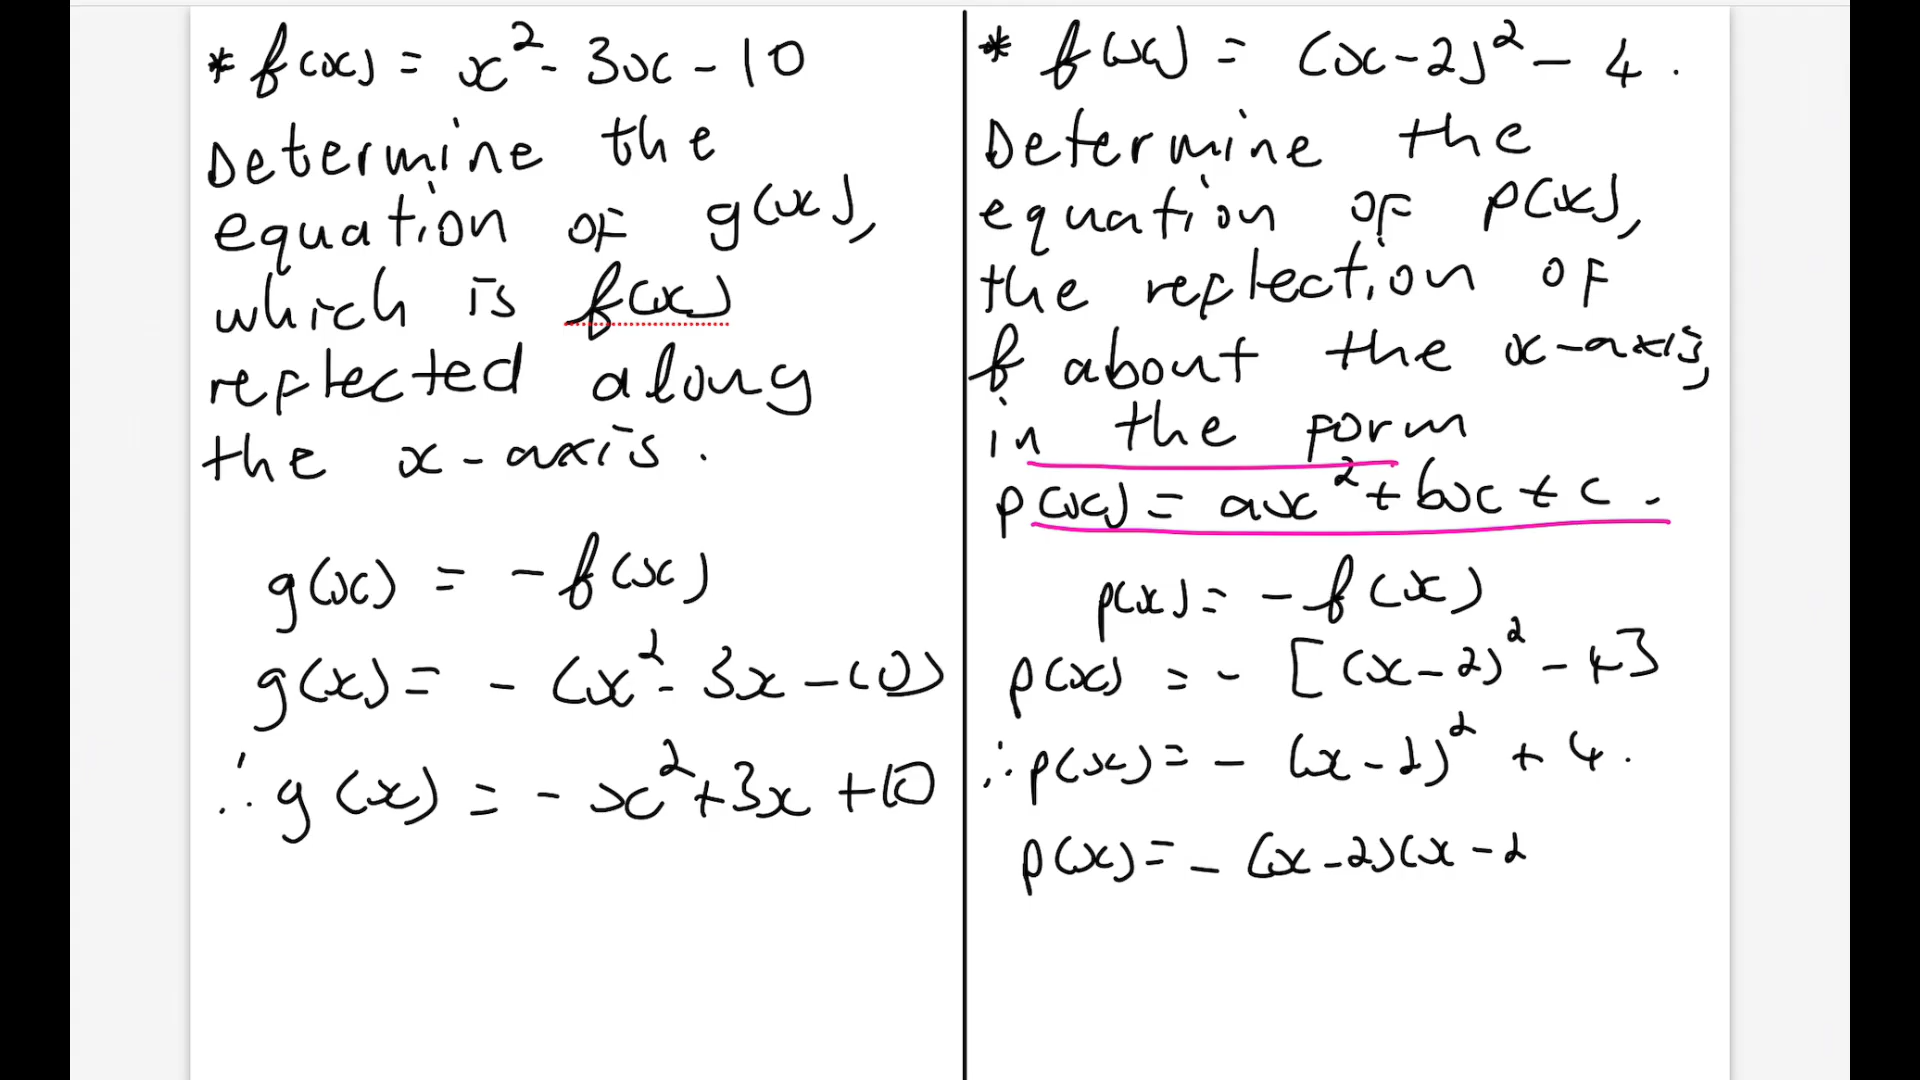 * f(x) = x² - 3x - 10
Determine the
equation of g(x),
which is f(x)
reflected along
the x-axis.
g(x) = - f(x)
g(x) = - (x² - 3x - 10)
∴ g(x) = - x² + 3x + 10
* f(x) = (x - 2)² - 4.
Determine the
equation of p(x),
the reflection of
f about the x-axis,
in the form
p(x) = ax² + bx + c.
p(x) = - f(x)
p(x) = - [(x - 2)² - 4]
∴ p(x) = - (x - 2)² + 4.
p(x) = - (x - 2)(x - 2